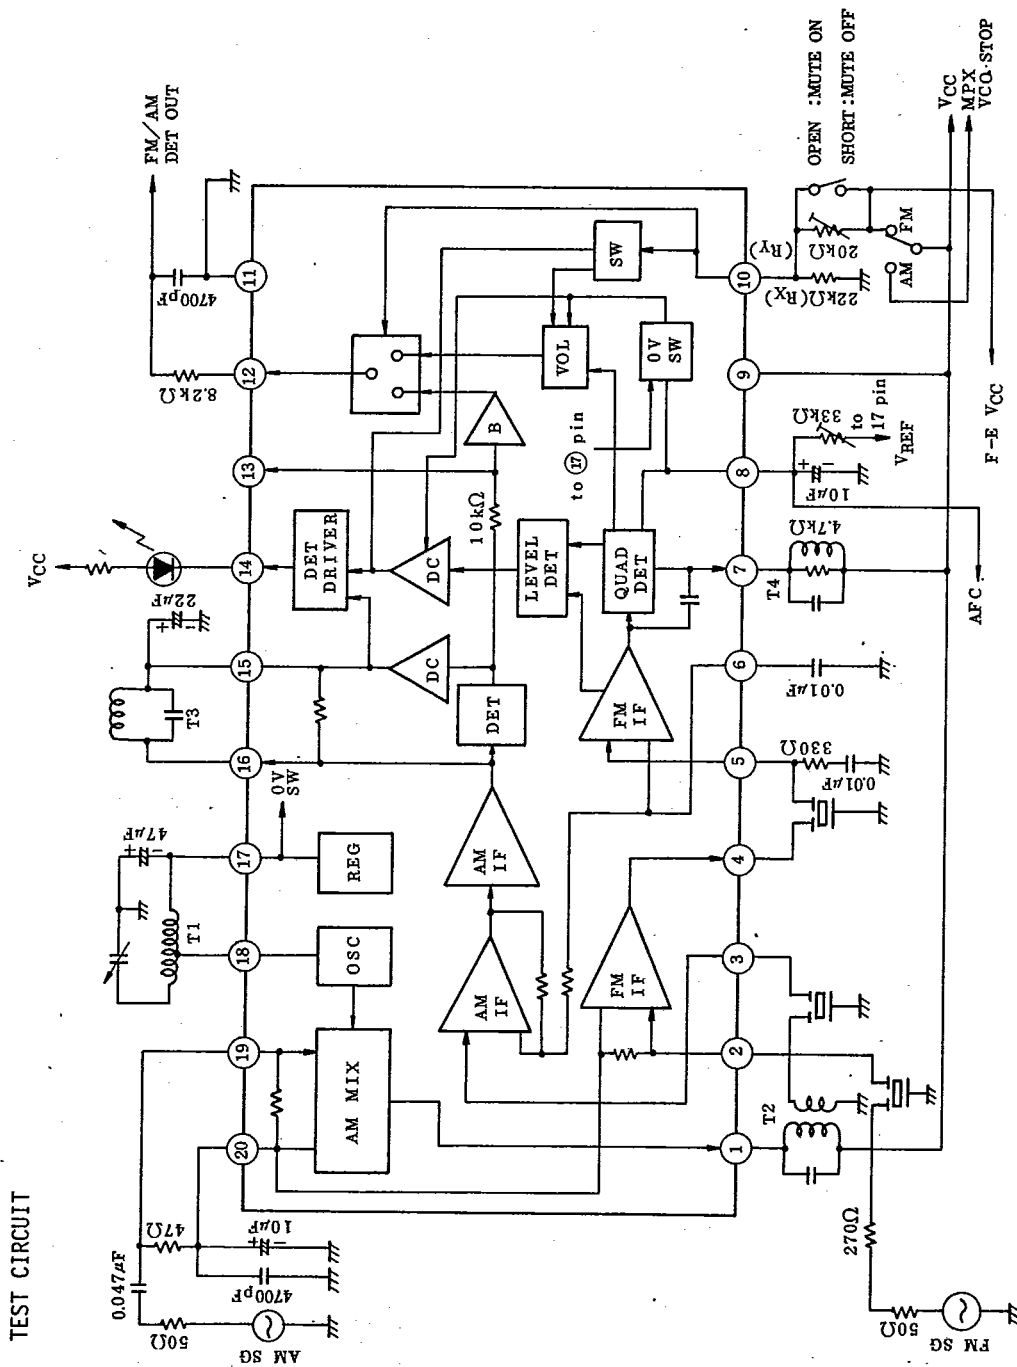 TEST CIRCUIT
0.047μF
47Ω
10μF
4700pF
50Ω
AM SG
T1
47μF
T3
22μF
VCC
8.2kΩ
4700pF
FM/AM
DET OUT
20
19
18
17
16
15
14
13
12
11
0V
SW
AM MIX
OSC
REG
AM
IF
AM
IF
DET
DC
DC
DET
DRIVER
10kΩ
B
LEVEL
DET
QUAD
DET
FM
IF
FM
IF
VOL
SW
0V
SW
to 17 pin
1
2
3
4
5
6
7
8
9
10
T2
270Ω
50Ω
FM SG
330Ω
0.01μF
0.01μF
T4
4.7kΩ
10μF
33kΩ
to
17 pin
VREF
AFC
22kΩ(Rx)
20kΩ
(Ry)
AM
FM
OPEN :MUTE ON
SHORT:MUTE OFF
VCC
MPX
VCO·STOP
F-E VCC